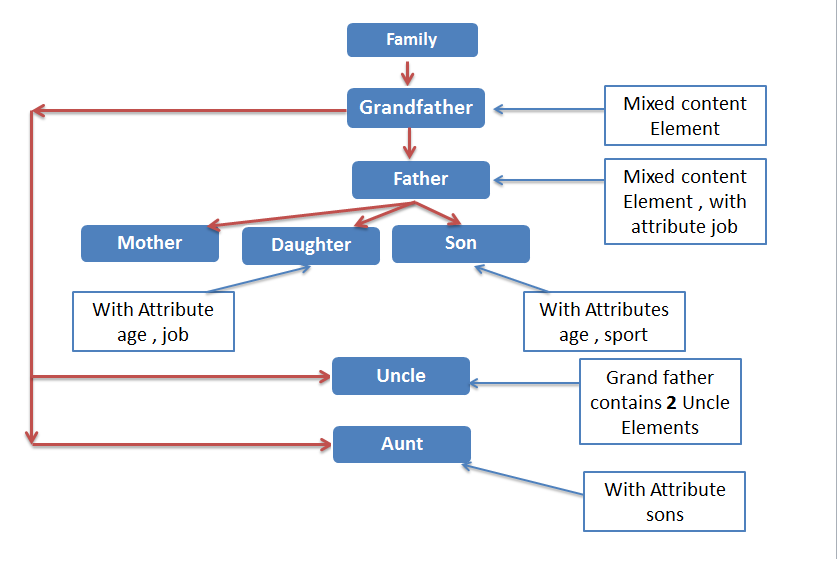 Family
Grandfather
Mixed content
Element
Father
Mixed content
Element , with
attribute job
Mother
Daughter
Son
With Attribute
age , job
With Attributes
age , sport
Uncle
Grand father
contains 2 Uncle
Elements
Aunt
With Attribute
sons